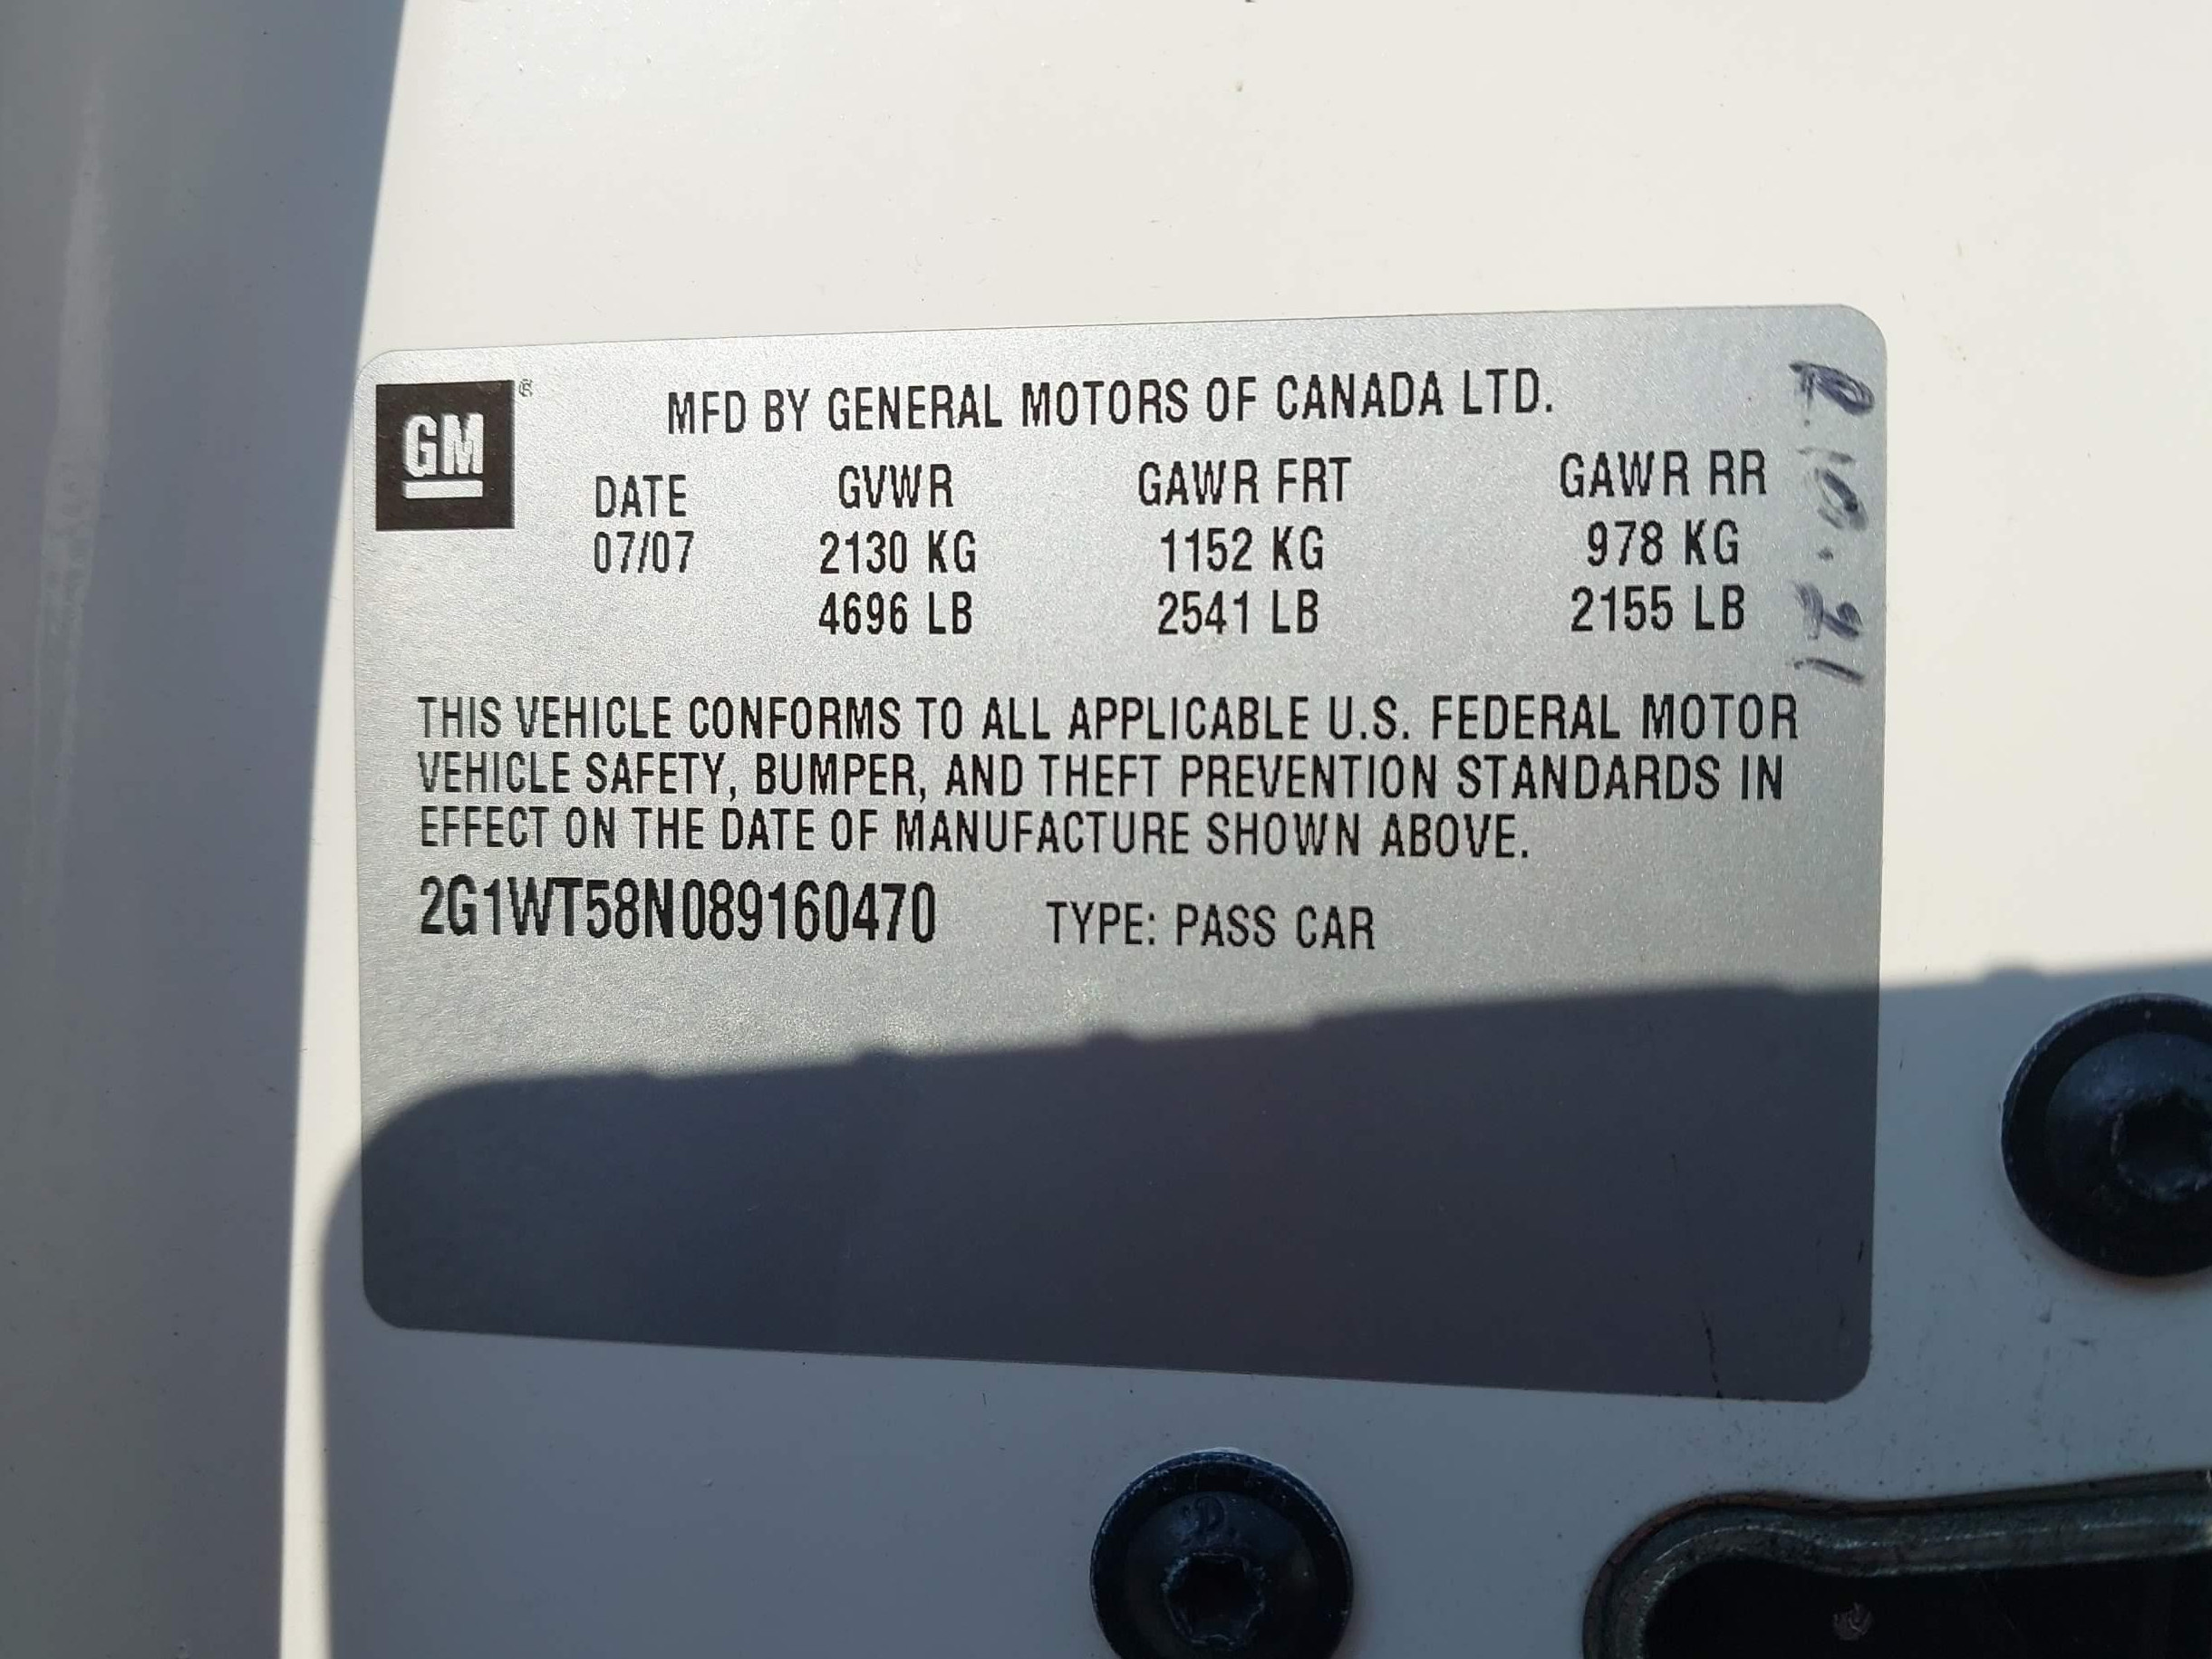 GM ®
MFD BY GENERAL MOTORS OF CANADA LTD.
DATE GVWR GAWR FRT GAWR RR
07/07 2130 KG 1152 KG 978 KG
4696 LB 2541 LB 2155 LB
THIS VEHICLE CONFORMS TO ALL APPLICABLE U.S. FEDERAL MOTOR
VEHICLE SAFETY, BUMPER, AND THEFT PREVENTION STANDARDS IN
EFFECT ON THE DATE OF MANUFACTURE SHOWN ABOVE.
2G1WT58N089160470 TYPE: PASS CAR